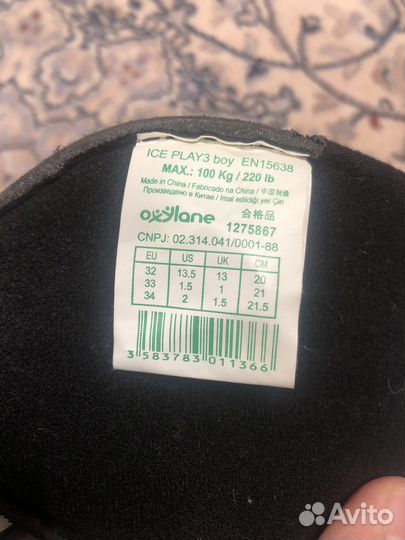 ICE PLAY3 boy EN15638
MAX.: 100 Kg / 220 lb
Made in China / Fabricado na China / 中国制造
Произведено в Китае / Imal edildiği yer Çin
oxylane 合格品
1275867
CNPJ: 02.314.041/0001-88
EU US UK CM
32 13.5 13 20
33 1.5 1 21
34 2 1.5 21.5
3 583783 011366
Avito